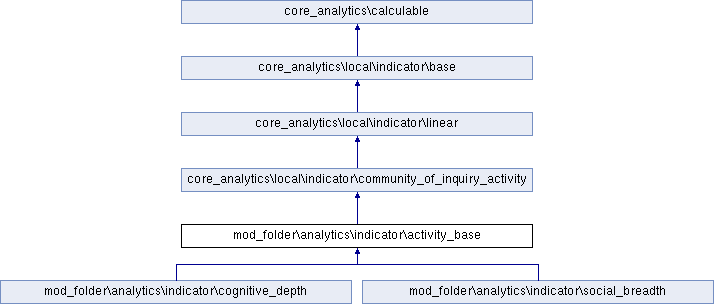 core_analytics\calculable
core_analytics\local\indicator\base
core_analytics\local\indicator\linear
core_analytics\local\indicator\community_of_inquiry_activity
mod_folder\analytics\indicator\activity_base
mod_folder\analytics\indicator\cognitive_depth
mod_folder\analytics\indicator\social_breadth